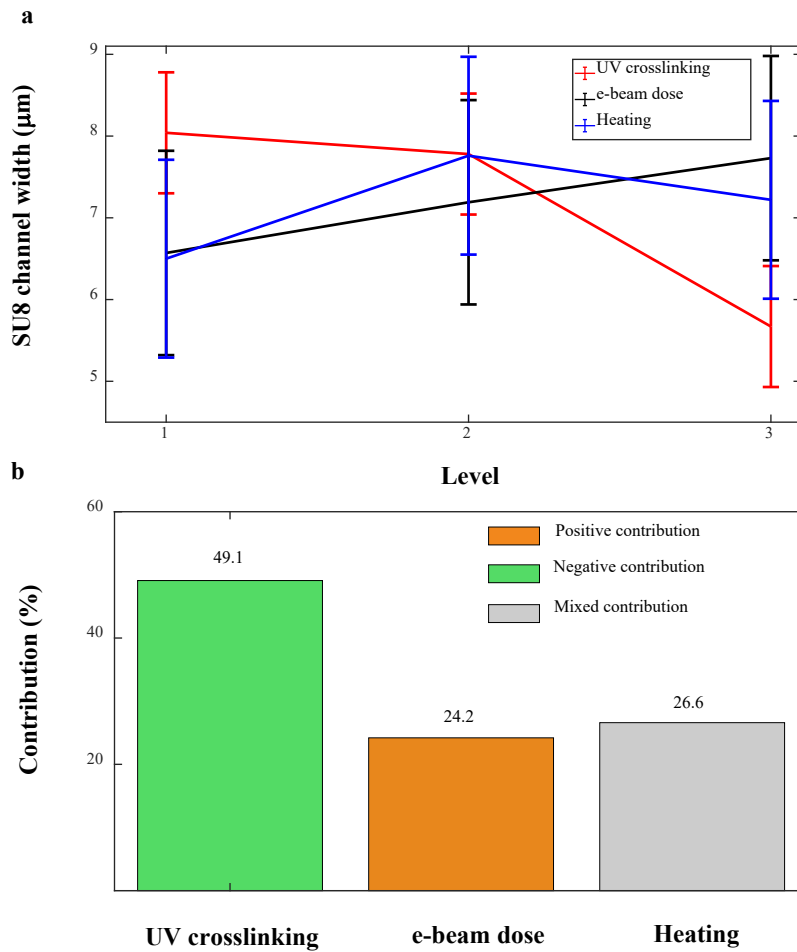 a
9
8
7
6
5
SU8 channel width (μm)
UV crosslinking
e-beam dose
Heating
1
2
3
Level
b
60
40
20
Contribution (%)
Positive contribution
Negative contribution
Mixed contribution
49.1
24.2
26.6
UV crosslinking
e-beam dose
Heating